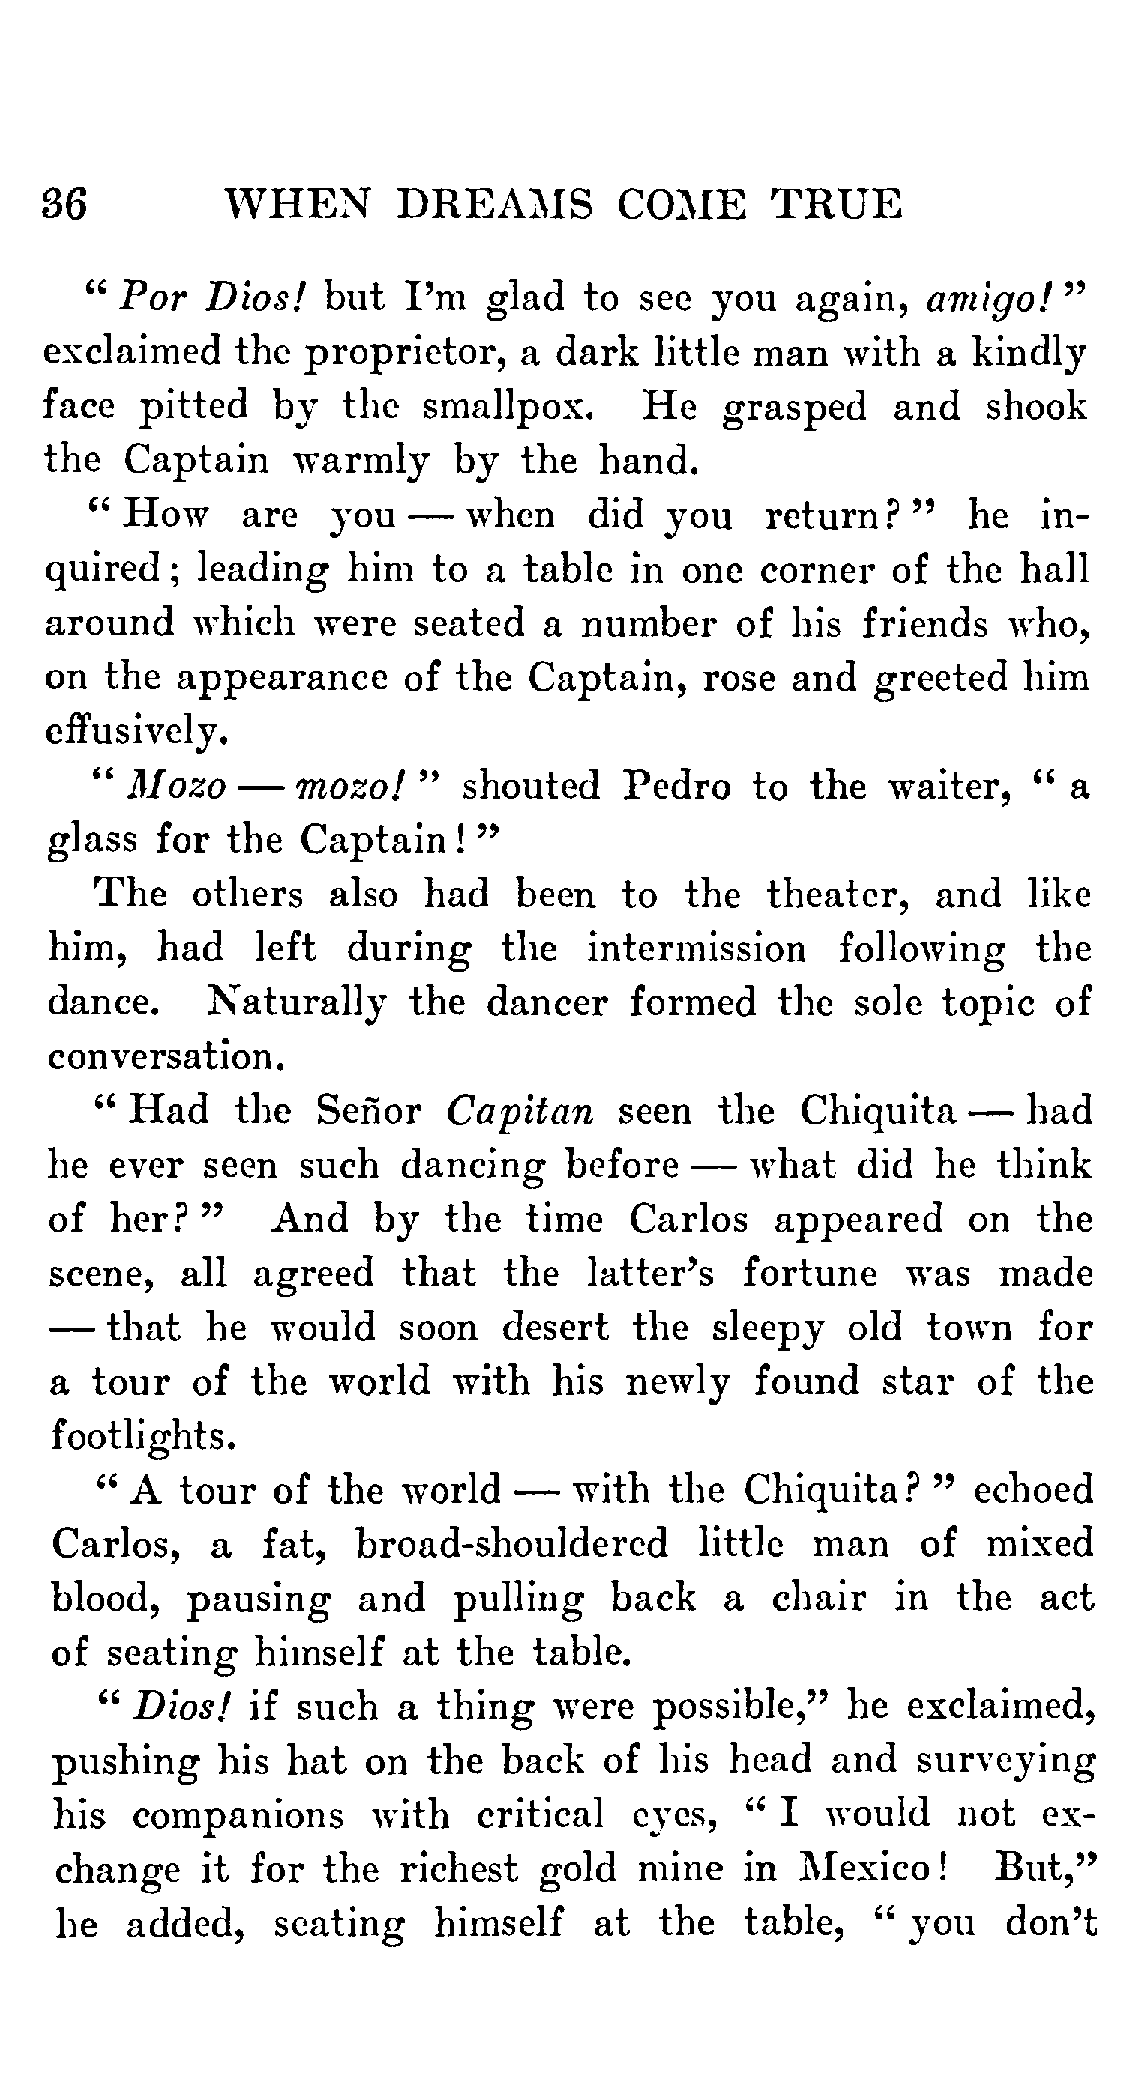 36 WHEN DREAMS COME TRUE
“ Por Dios! but I’m glad to see you again, amigo! ”
exclaimed the proprietor, a dark little man with a kindly
face pitted by the smallpox. He grasped and shook
the Captain warmly by the hand.
“ How are you — when did you return? ” he in-
quired; leading him to a table in one corner of the hall
around which were seated a number of his friends who,
on the appearance of the Captain, rose and greeted him
effusively.
“ Mozo — mozo! ” shouted Pedro to the waiter, “ a
glass for the Captain! ”
The others also had been to the theater, and like
him, had left during the intermission following the
dance. Naturally the dancer formed the sole topic of
conversation.
“ Had the Señor Capitan seen the Chiquita — had
he ever seen such dancing before — what did he think
of her? ” And by the time Carlos appeared on the
scene, all agreed that the latter’s fortune was made
— that he would soon desert the sleepy old town for
a tour of the world with his newly found star of the
footlights.
“ A tour of the world — with the Chiquita? ” echoed
Carlos, a fat, broad-shouldered little man of mixed
blood, pausing and pulling back a chair in the act
of seating himself at the table.
“ Dios! if such a thing were possible,” he exclaimed,
pushing his hat on the back of his head and surveying
his companions with critical eyes, “ I would not ex-
change it for the richest gold mine in Mexico! But,”
he added, seating himself at the table, “ you don’t